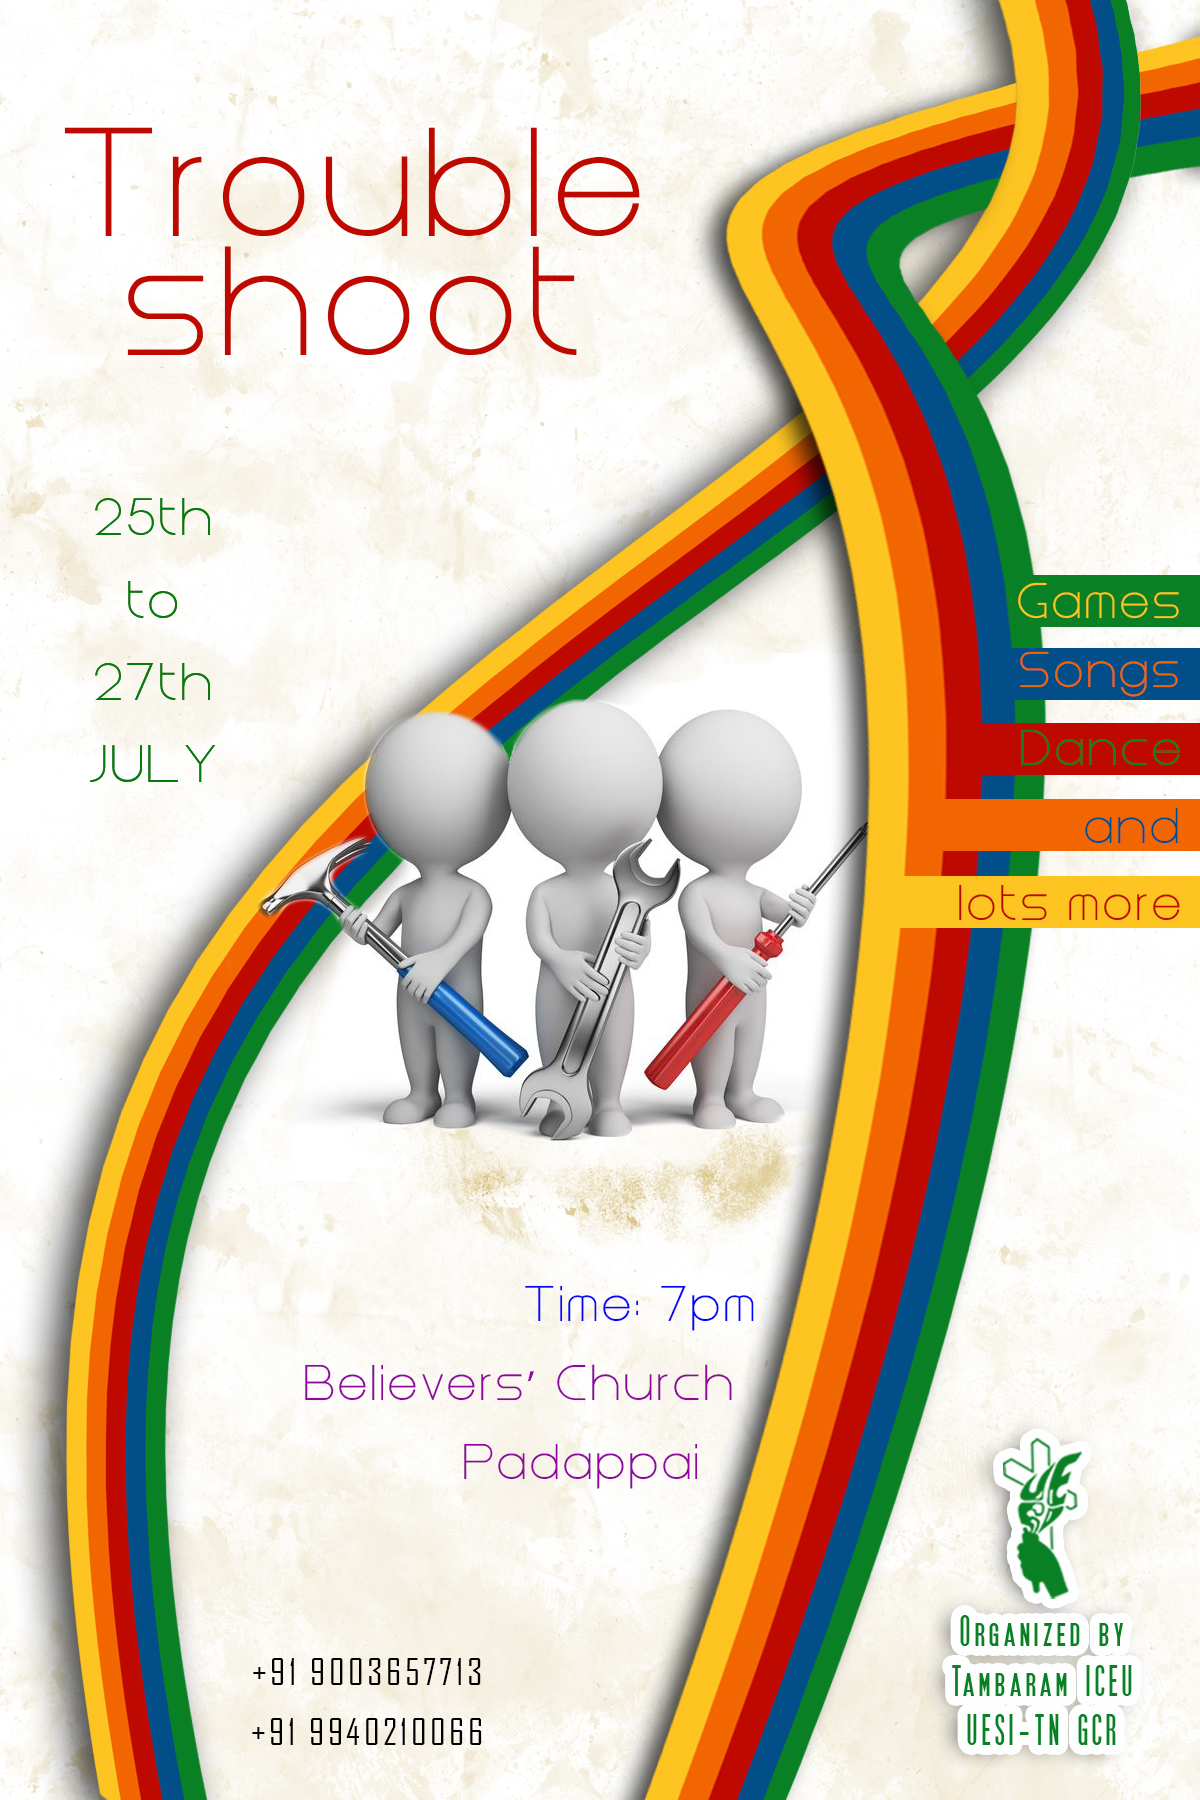 Trouble
shoot
25th
to
27th
JULY
Games
Songs
Dance
and
lots more
Time: 7pm
Believers' Church
Padappai
+91 9003657713
+91 9940210066
UE
Organized by
Tambaram ICEU
UESI-TN GCR